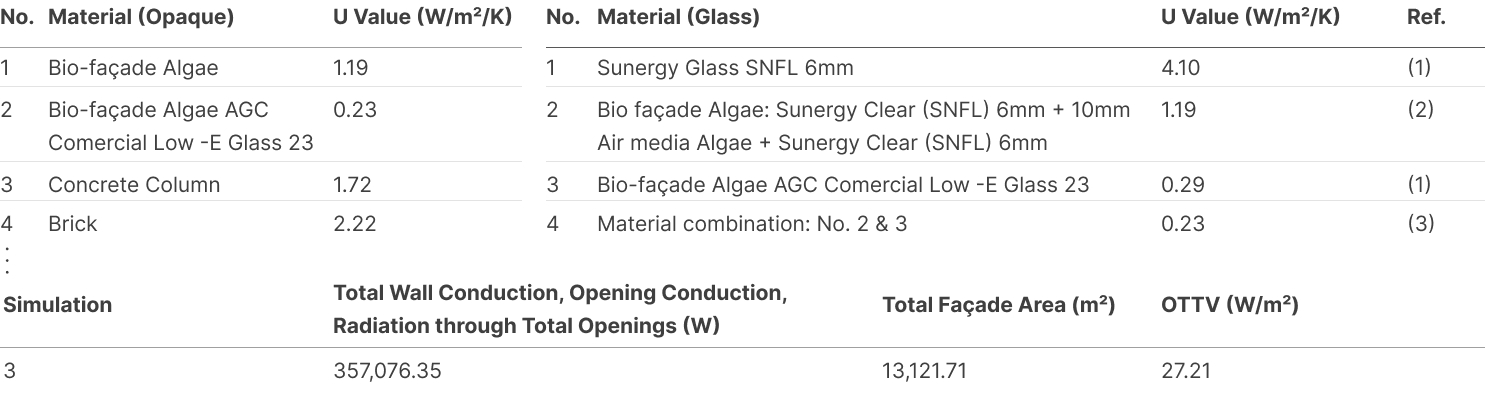 No. Material (Opaque) U Value (W/m²/K) No. Material (Glass) U Value (W/m²/K) Ref.
1 Bio-façade Algae 1.19 1 Sunergy Glass SNFL 6mm 4.10 (1)
2 Bio-façade Algae AGC 0.23 2 Bio façade Algae: Sunergy Clear (SNFL) 6mm + 10mm 1.19 (2)
Comercial Low -E Glass 23 Air media Algae + Sunergy Clear (SNFL) 6mm
3 Concrete Column 1.72 3 Bio-façade Algae AGC Comercial Low -E Glass 23 0.29 (1)
4 Brick 2.22 4 Material combination: No. 2 & 3 0.23 (3)
⋮
Simulation Total Wall Conduction, Opening Conduction, Total Façade Area (m²) OTTV (W/m²)
Radiation through Total Openings (W)
3 357,076.35 13,121.71 27.21